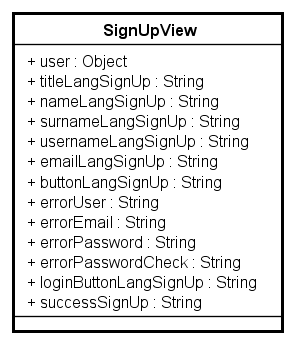 SignUpView
+ user : Object
+ titleLangSignUp : String
+ nameLangSignUp : String
+ surnameLangSignUp : String
+ usernameLangSignUp : String
+ emailLangSignUp : String
+ buttonLangSignUp : String
+ errorUser : String
+ errorEmail : String
+ errorPassword : String
+ errorPasswordCheck : String
+ loginButtonLangSignUp : String
+ successSignUp : String